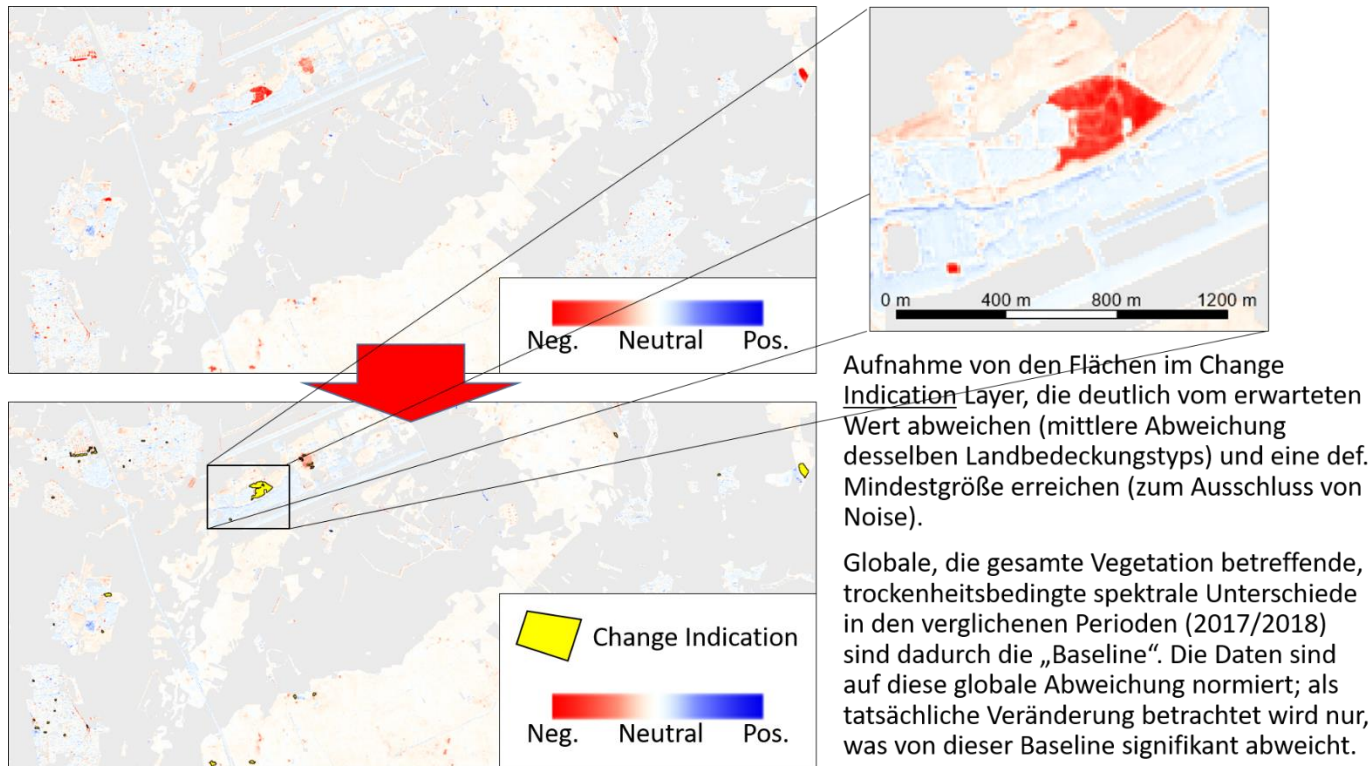 Neg. Neutral Pos.
0 m 400 m 800 m 1200 m
Aufnahme von den Flächen im Change
Indication Layer, die deutlich vom erwarteten
Wert abweichen (mittlere Abweichung
desselben Landbedeckungstyps) und eine def.
Mindestgröße erreichen (zum Ausschluss von
Noise).
Globale, die gesamte Vegetation betreffende,
trockenheitsbedingte spektrale Unterschiede
in den verglichenen Perioden (2017/2018)
sind dadurch die „Baseline“. Die Daten sind
auf diese globale Abweichung normiert; als
tatsächliche Veränderung betrachtet wird nur,
was von dieser Baseline signifikant abweicht.
Change Indication
Neg. Neutral Pos.